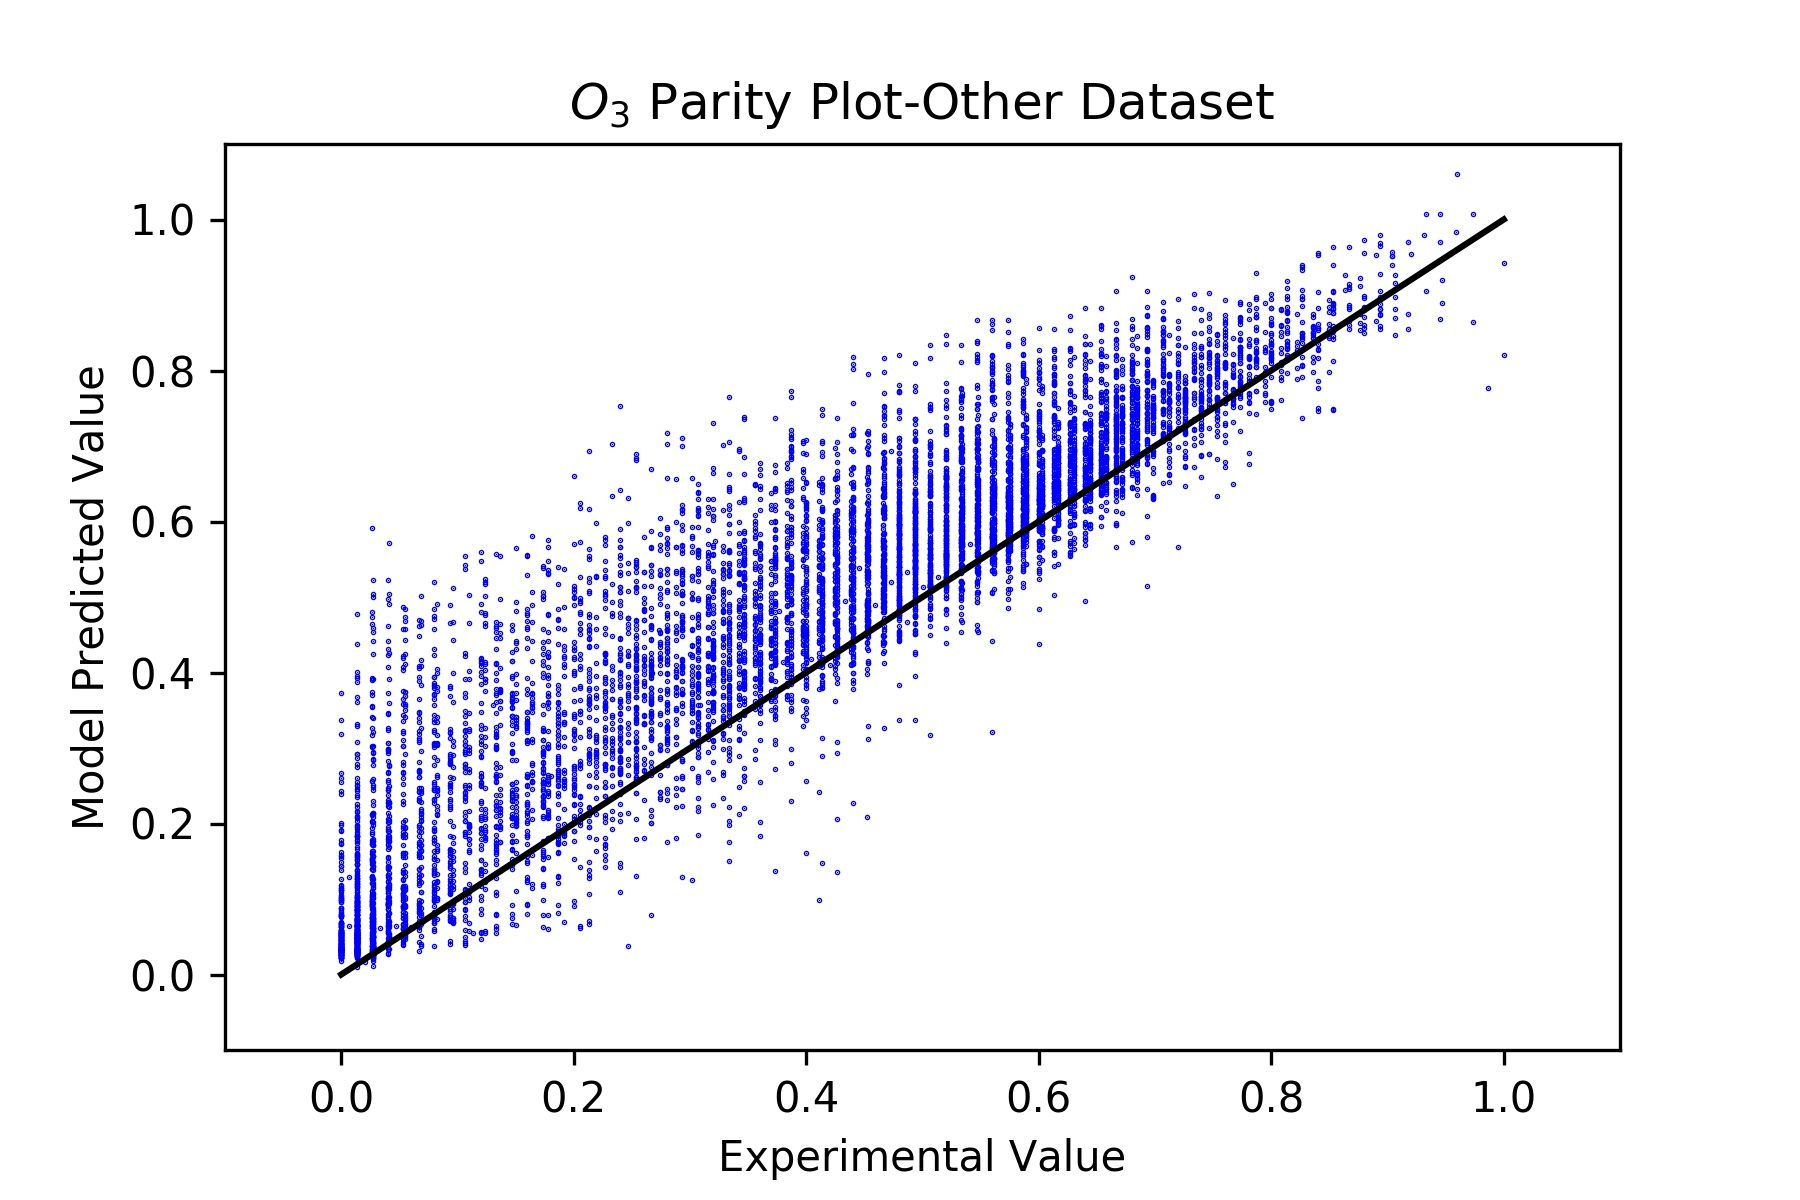 O₃ Parity Plot-Other Dataset
Model Predicted Value
1.0
0.8
0.6
0.4
0.2
0.0
0.0 0.2 0.4 0.6 0.8 1.0
Experimental Value